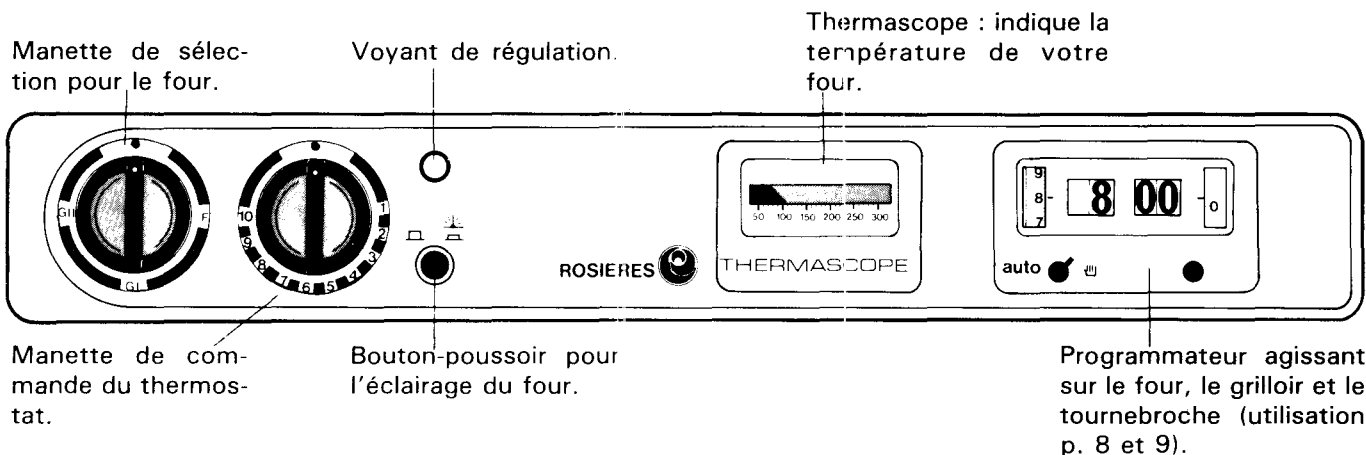 Manette de sélec-
tion pour le four.
Voyant de régulation.
Thermascope : indique la
température de votre
four.
GII F GI
10 9 8 7 6 5 4 3 2 1
ROSIERES
50 100 150 200 250 300
THERMASCOPE
9
8-
7
8 00
-0
auto
Manette de com-
mande du thermos-
tat.
Bouton-poussoir pour
l'éclairage du four.
Programmateur agissant
sur le four, le grilloir et le
tournebroche (utilisation
p. 8 et 9).